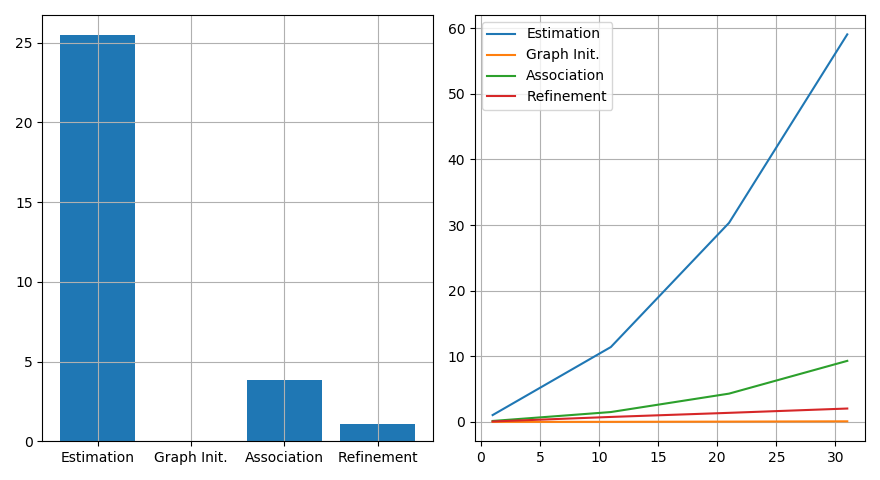 25
20
15
10
5
0
Estimation Graph Init. Association Refinement
60
50
40
30
20
10
0
0 5 10 15 20 25 30
Estimation
Graph Init.
Association
Refinement